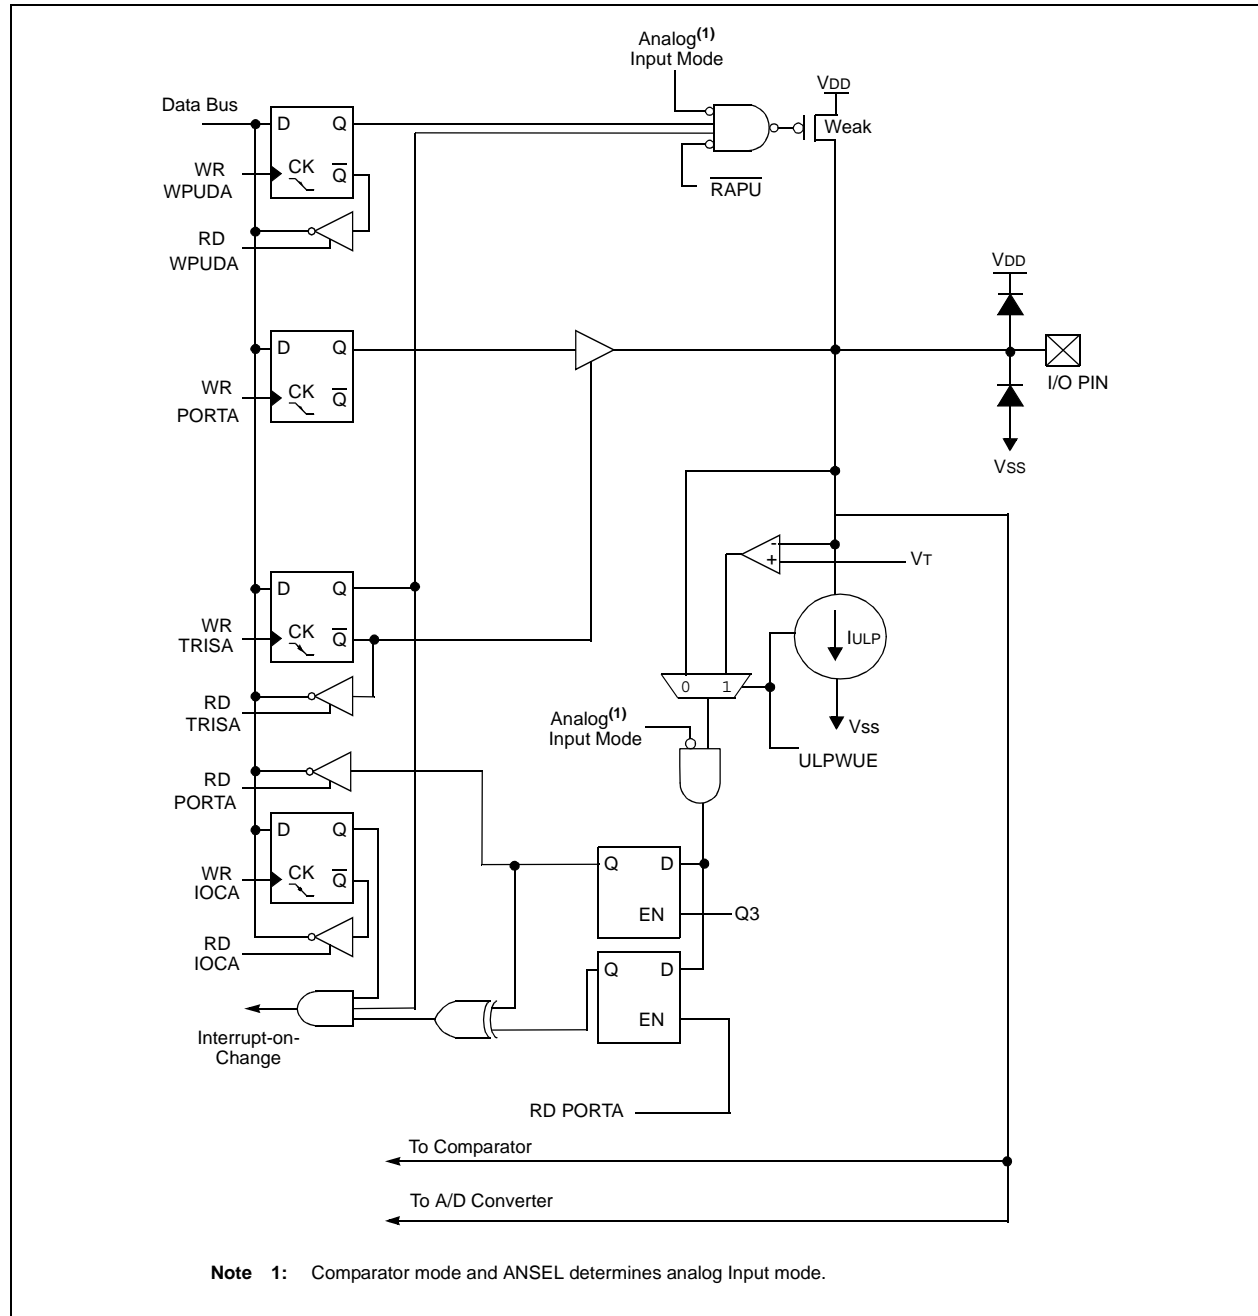 Analog(1)
Input Mode
VDD
Data Bus
D Q
Weak
WR
WPUDA
CK Q
RAPU
RD
WPUDA
VDD
D Q
WR
PORTA
CK Q
I/O PIN
VSS
-
+
VT
D Q
WR
TRISA
CK Q
IULP
0 1
RD
TRISA
Analog(1)
Input Mode
VSS
ULPWUE
RD
PORTA
D Q
WR
IOCA
CK Q
Q D
EN
Q3
RD
IOCA
Q D
EN
Interrupt-on-
Change
RD PORTA
To Comparator
To A/D Converter
Note 1: Comparator mode and ANSEL determines analog Input mode.